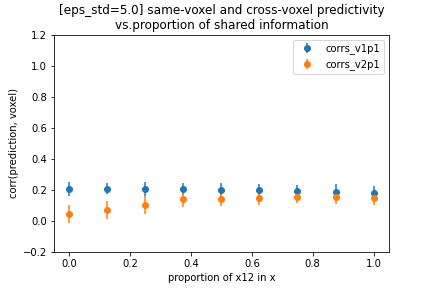 [eps_std=5.0] same-voxel and cross-voxel predictivity
vs.proportion of shared information
corrs_v1p1
corrs_v2p1
corr(prediction, voxel)
1.2
1.0
0.8
0.6
0.4
0.2
0.0
−0.2
0.0 0.2 0.4 0.6 0.8 1.0
proportion of x12 in x